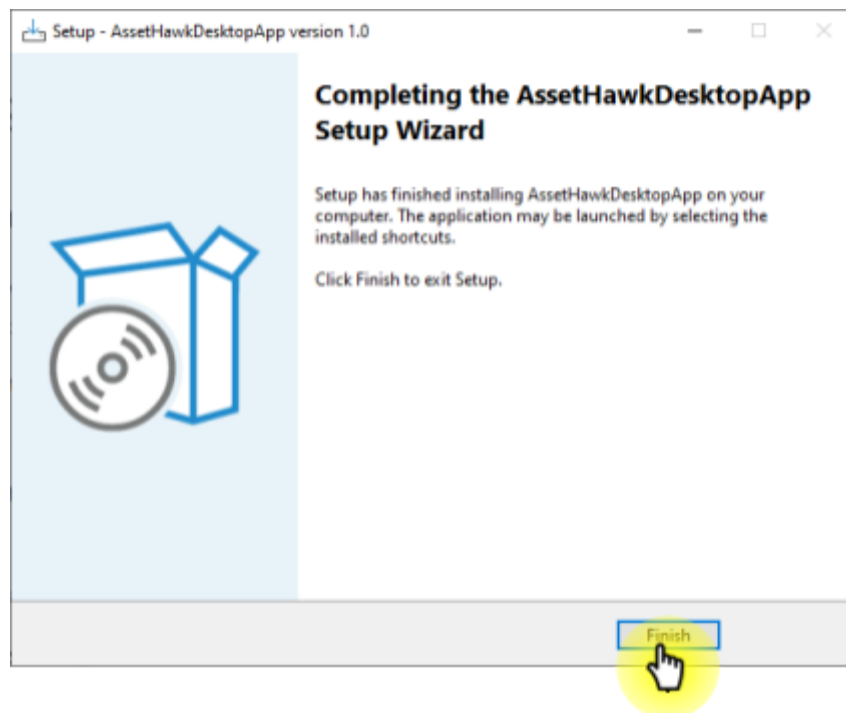 Setup - AssetHawkDesktopApp version 1.0
Completing the AssetHawkDesktopApp
Setup Wizard
Setup has finished installing AssetHawkDesktopApp on your
computer. The application may be launched by selecting the
installed shortcuts.
Click Finish to exit Setup.
Finish